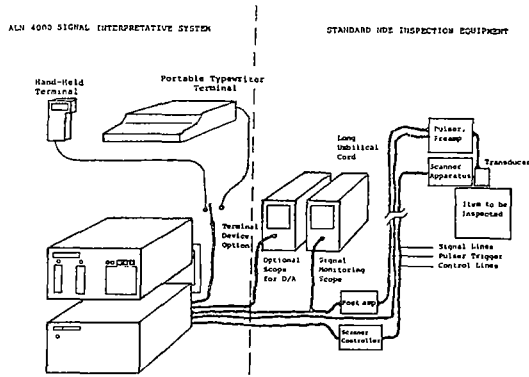 ALN 4000 SIGNAL INTERPRETATIVE SYSTEM
STANDARD NDE INSPECTION EQUIPMENT
Hand-Held
Terminal
Portable Typewriter
Terminal
Long
Umbilical
Cord
Pulser,
Preamp
Transducer
Scanner
Apparatus
Item to be
Inspected
Terminal
Device
Option
Optional
Scope
for D/A
Signal
Monitoring
Scope
Signal Lines
Pulser Trigger
Control Lines
Postamp
Scanner
Controller